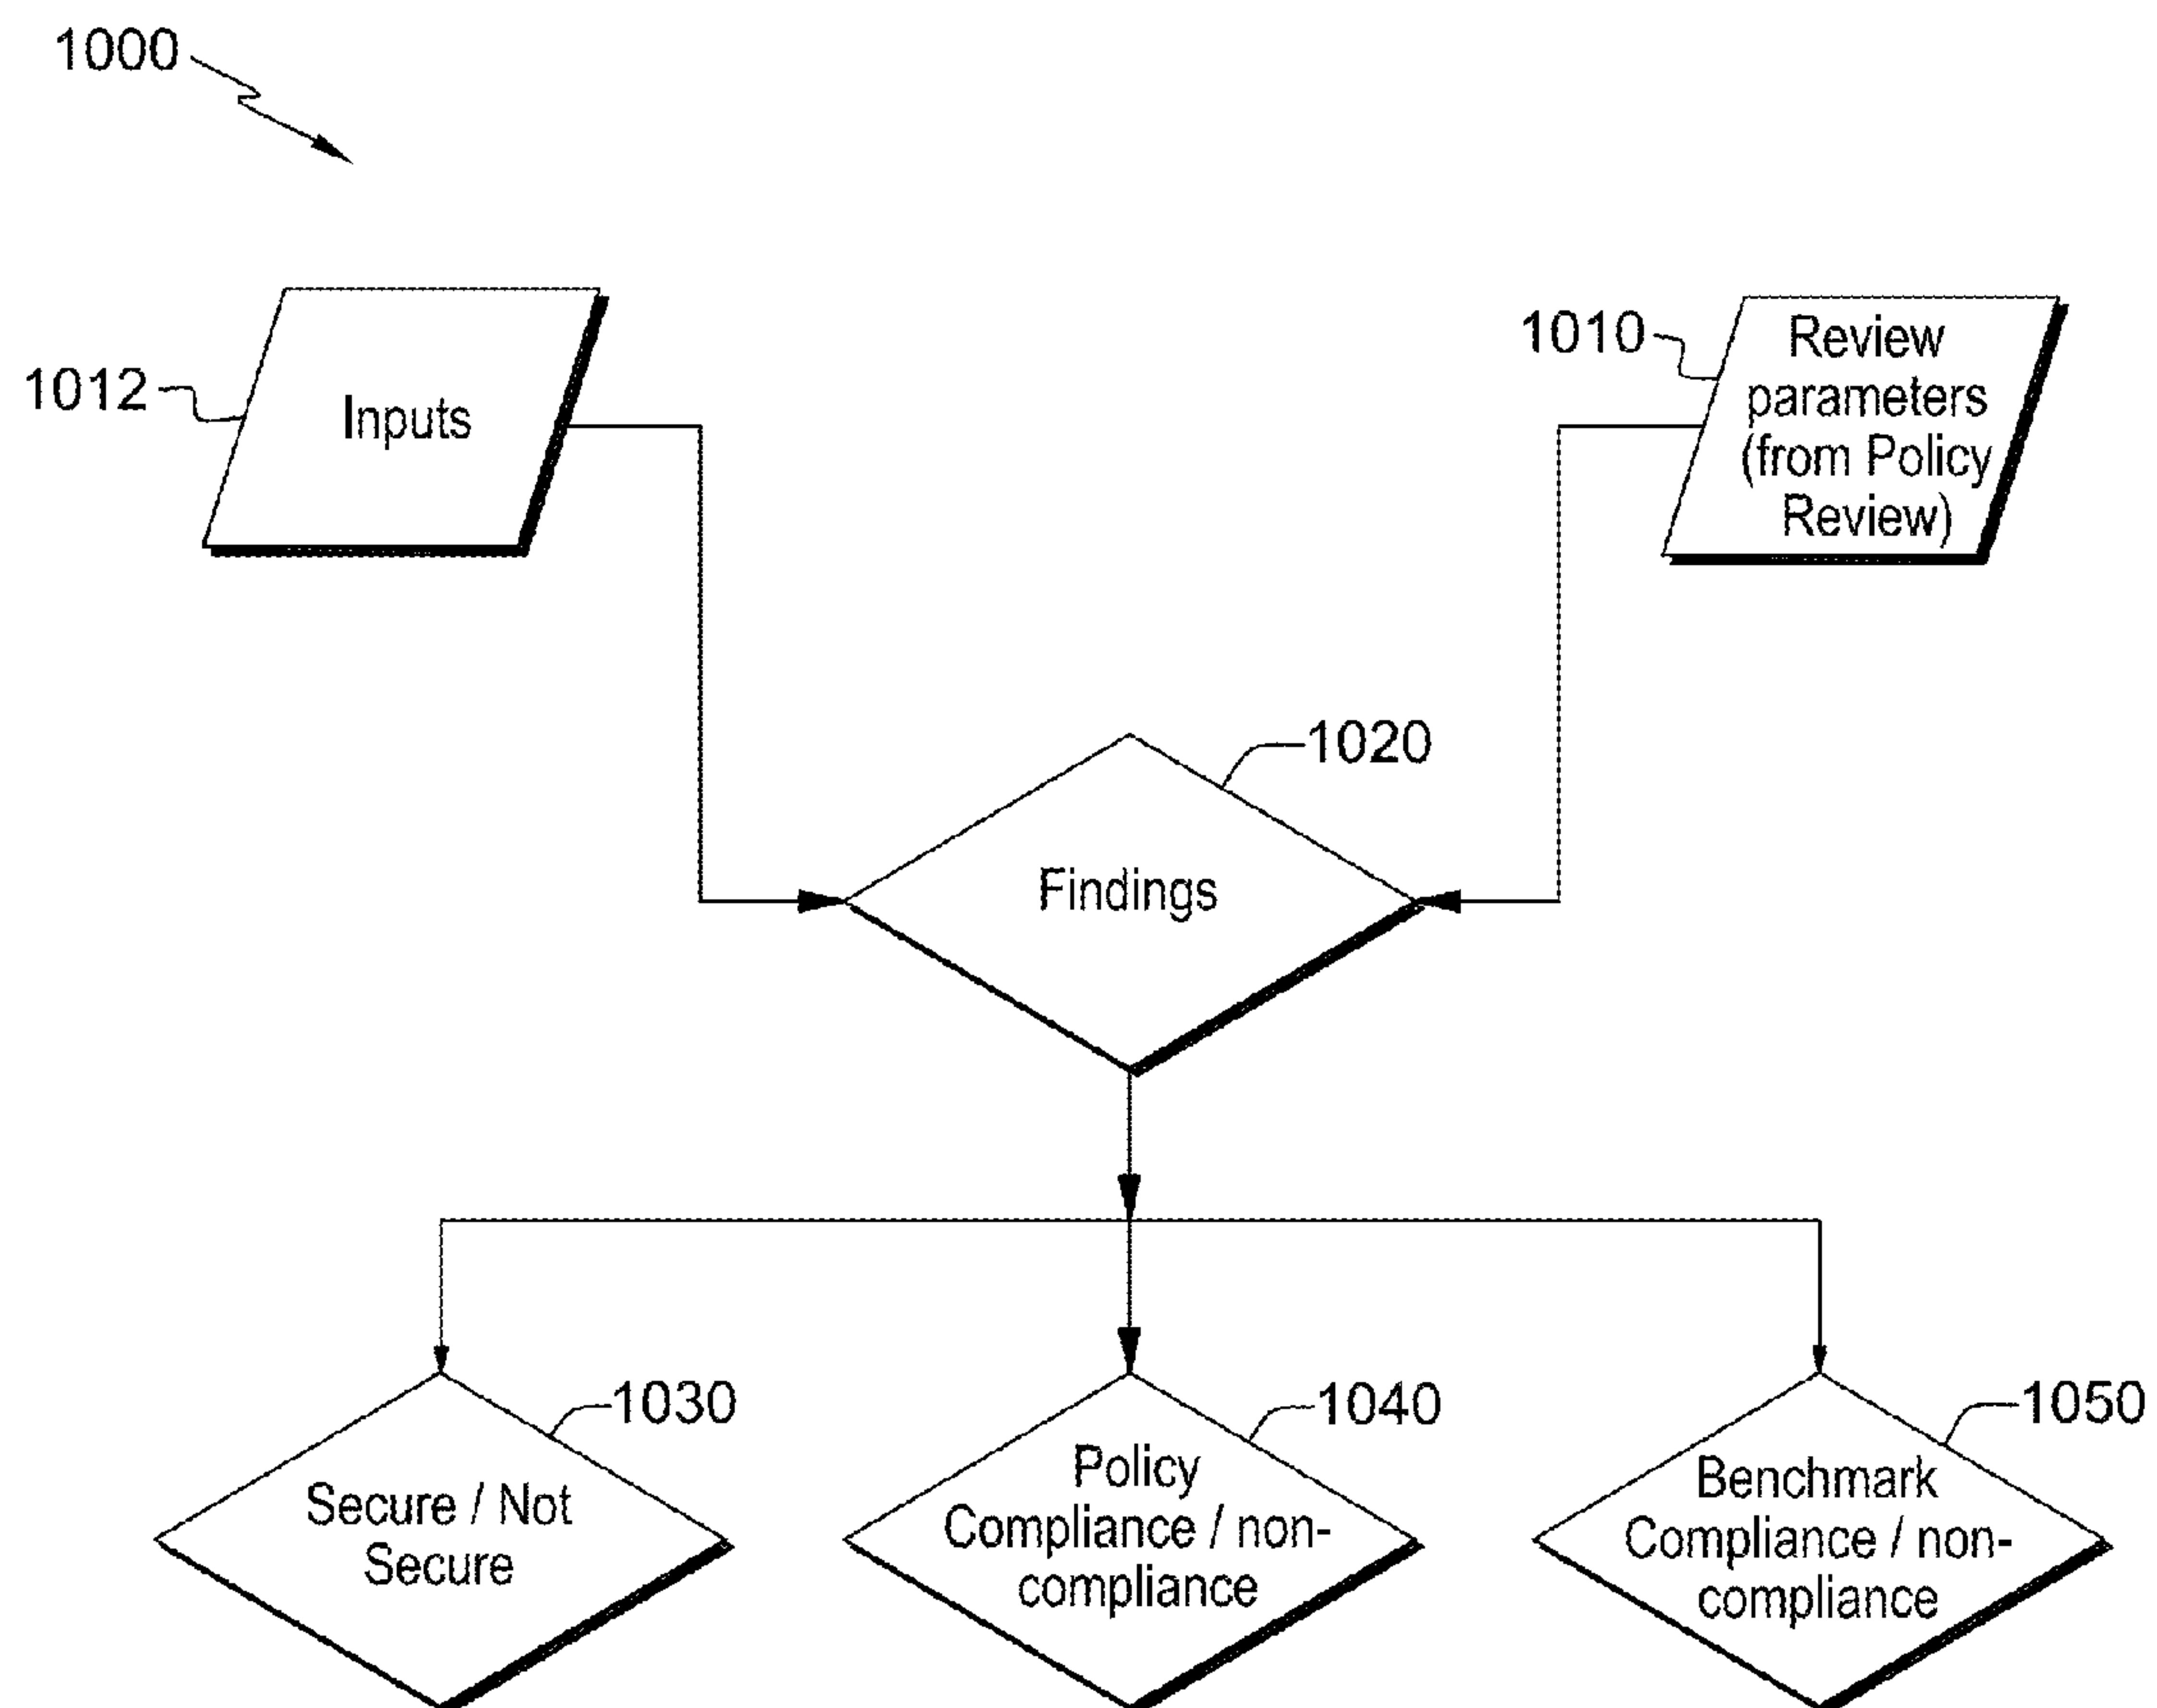 1000
1012
Inputs
1010
Review
parameters
(from Policy
Review)
1020
Findings
1030
Secure / Not
Secure
1040
Policy
Compliance / non-
compliance
1050
Benchmark
Compliance / non-
compliance